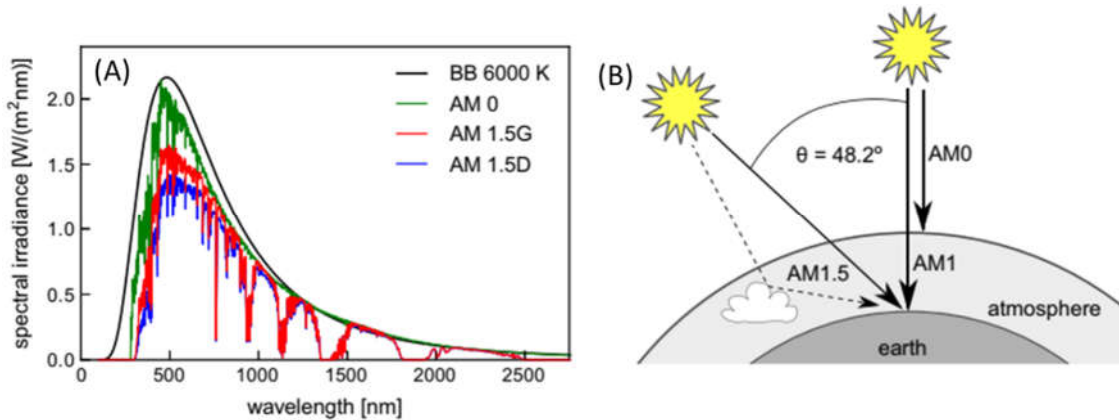 (A)
BB 6000 K
AM 0
AM 1.5G
AM 1.5D
spectral irradiance [W/(m²nm)]
2.0
1.5
1.0
0.5
0.0
0 500 1000 1500 2000 2500
wavelength [nm]
(B)
θ = 48.2º
AM0
AM1.5
AM1
atmosphere
earth